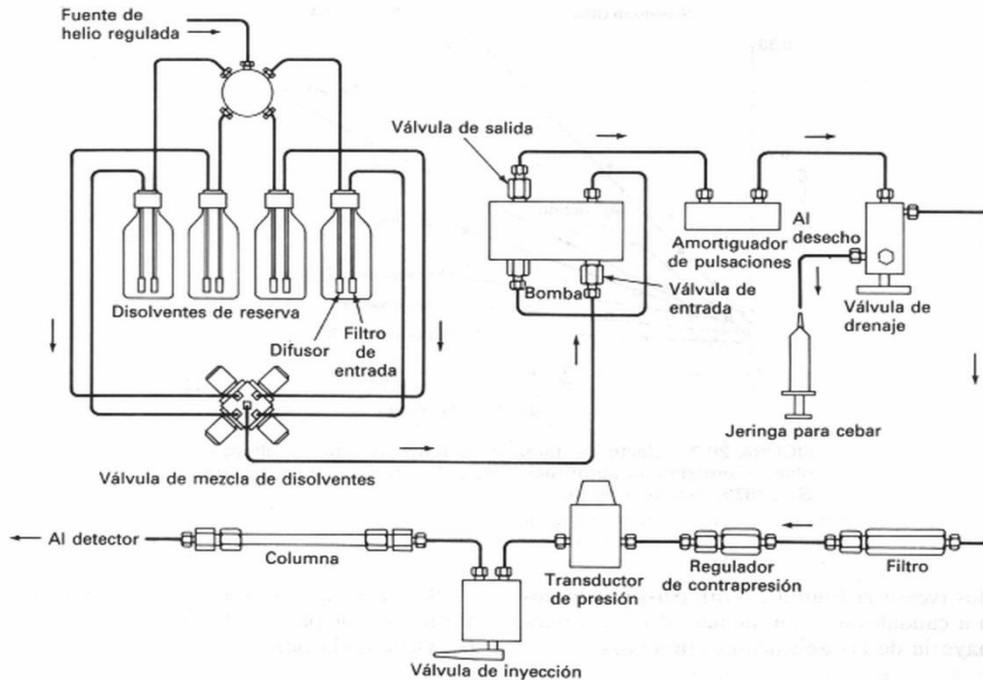 Fuente de
helio regulada
Válvula de salida
Al
desecho
Amortiguador
de pulsaciones
Bomba
Válvula de
entrada
Válvula de
drenaje
Disolventes de reserva
Difusor
Filtro
de
entrada
Jeringa para cebar
Válvula de mezcla de disolventes
Al detector
Columna
Transductor
de presión
Regulador
de contrapresión
Filtro
Válvula de inyección